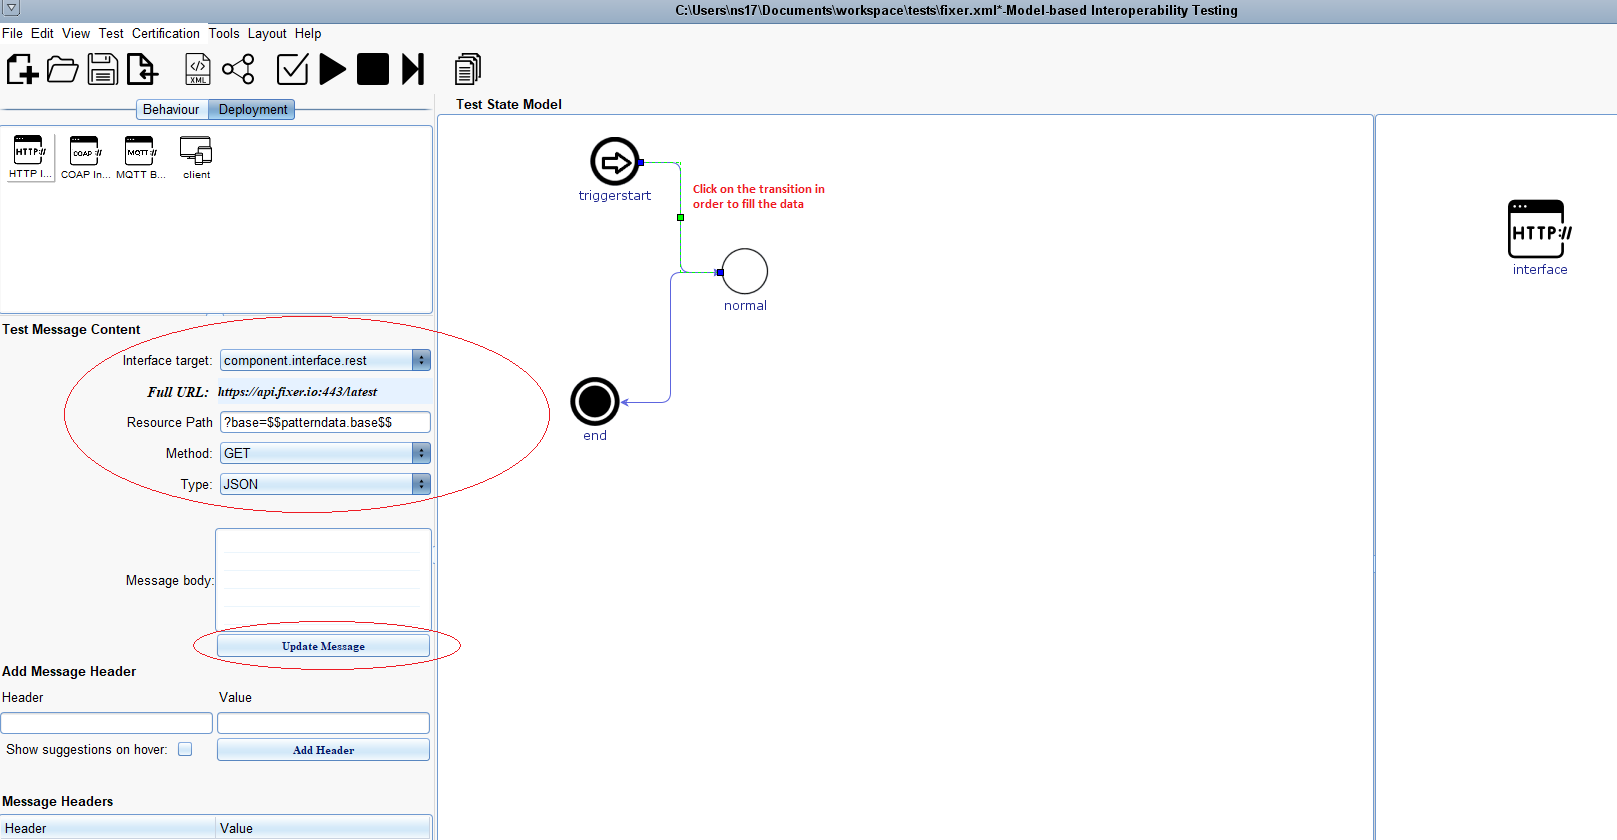 C:\Users\ns17\Documents\workspace\tests\fixer.xml*-Model-based Interoperability Testing
File Edit View Test Certification Tools Layout Help
XML
Behaviour Deployment
HTTP://
COAP://
MQTT://
HTTP I...
COAP In...
MQTT B...
client
Test Message Content
Interface target: component.interface.rest
Full URL: https://api.fixer.io:443/latest
Resource Path ?base=$$patterndata.base$$
Method: GET
Type: JSON
Message body:
Update Message
Add Message Header
Header Value
Show suggestions on hover:
Add Header
Message Headers
Header Value
Test State Model
triggerstart
Click on the transition in
order to fill the data
normal
end
HTTP://
interface